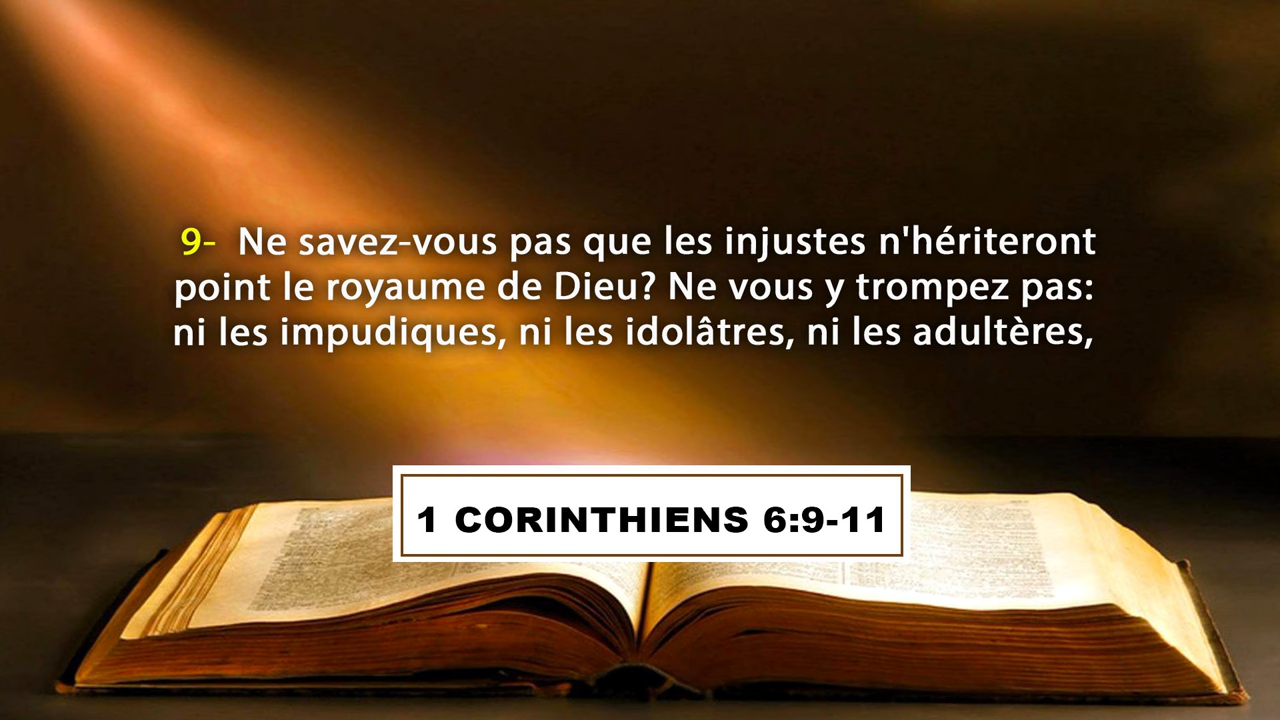 9- Ne savez-vous pas que les injustes n'hériteront
point le royaume de Dieu? Ne vous y trompez pas:
ni les impudiques, ni les idolâtres, ni les adultères,
1 CORINTHIENS 6:9-11